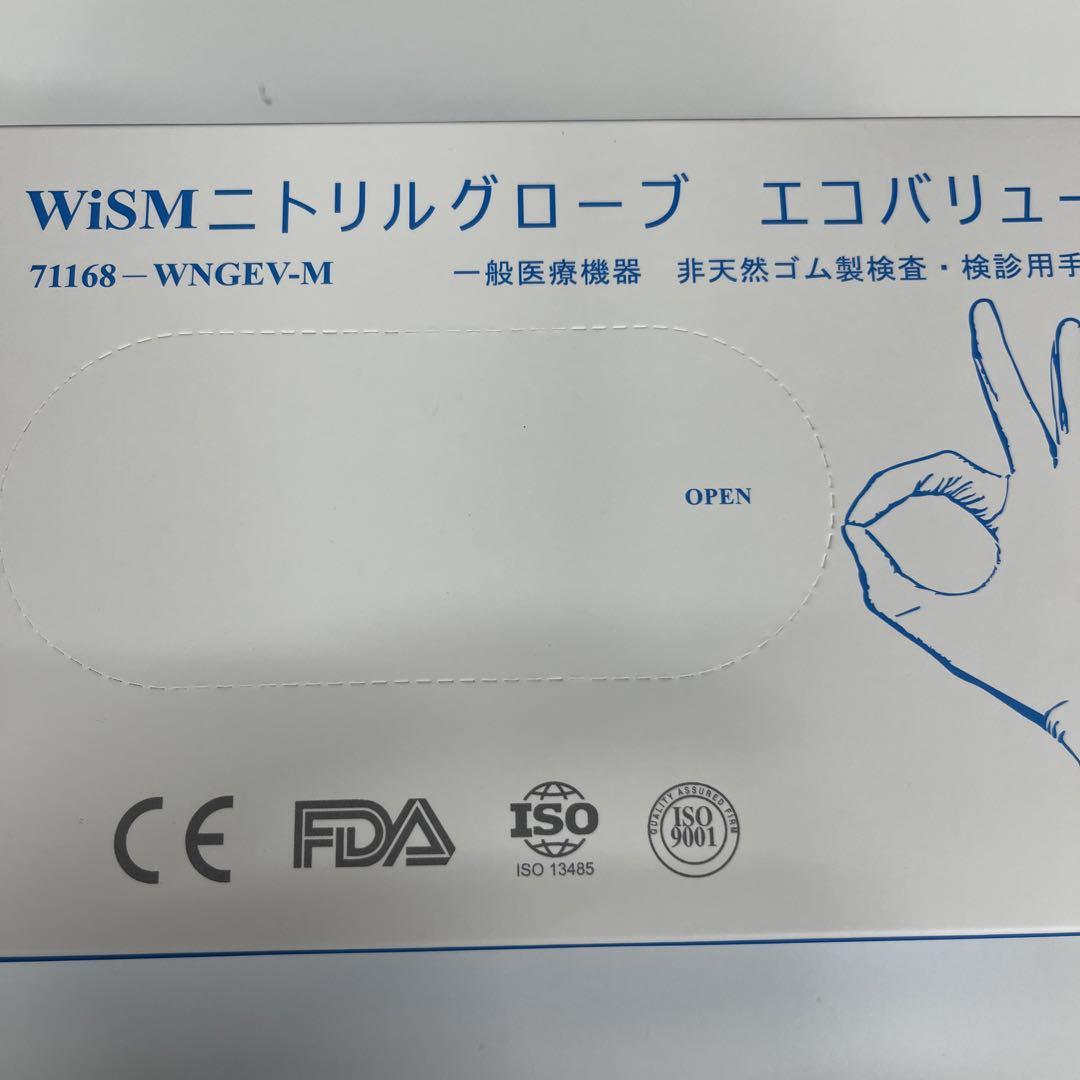 WiSMニトリルグローブ　エコバリュー
71168－WNGEV-M　一般医療機器　非天然ゴム製検査・検診用手
OPEN
CE FDA ISO QUALITY ASSURED FIRM ISO 9001
ISO 13485